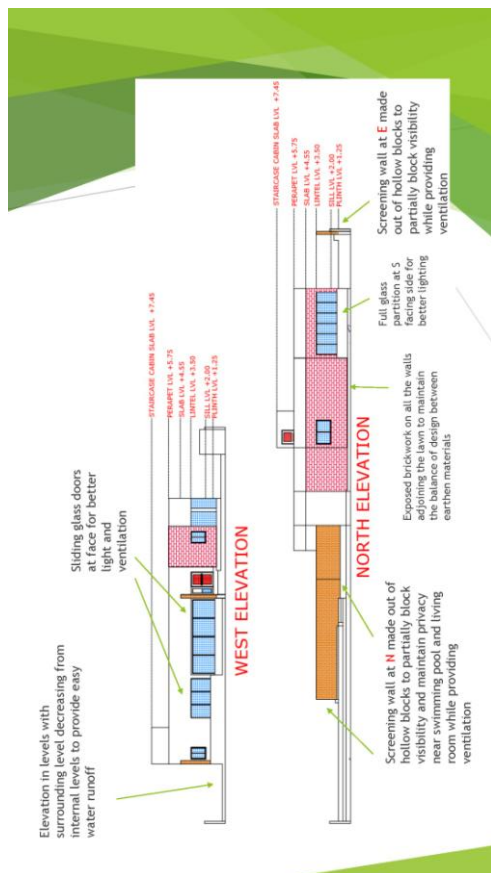 Elevation in levels with
surrounding level decreasing from
internal levels to provide easy
water runoff
Sliding glass doors
at face for better
light and
ventilation
STAIRCASE CABIN SLAB LVL +7.45
PERAPET LVL +5.75
SLAB LVL +4.55
LINTEL LVL +3.50
SILL LVL +2.00
PLINTH LVL +1.25
WEST ELEVATION
STAIRCASE CABIN SLAB LVL +7.45
PERAPET LVL +5.75
SLAB LVL +4.55
LINTEL LVL +3.50
SILL LVL +2.00
PLINTH LVL +1.25
NORTH ELEVATION
Screening wall at N made out of
hollow blocks to partially block
visibility and maintain privacy
near swimming pool and living
room while providing
ventilation
Exposed brickwork on all the walls
adjoining the lawn to maintain
the balance of design between
earthen materials
Full glass
partition at S
facing side for
better lighting
Screening wall at E made
out of hollow blocks to
partially block visibility
while providing
ventilation